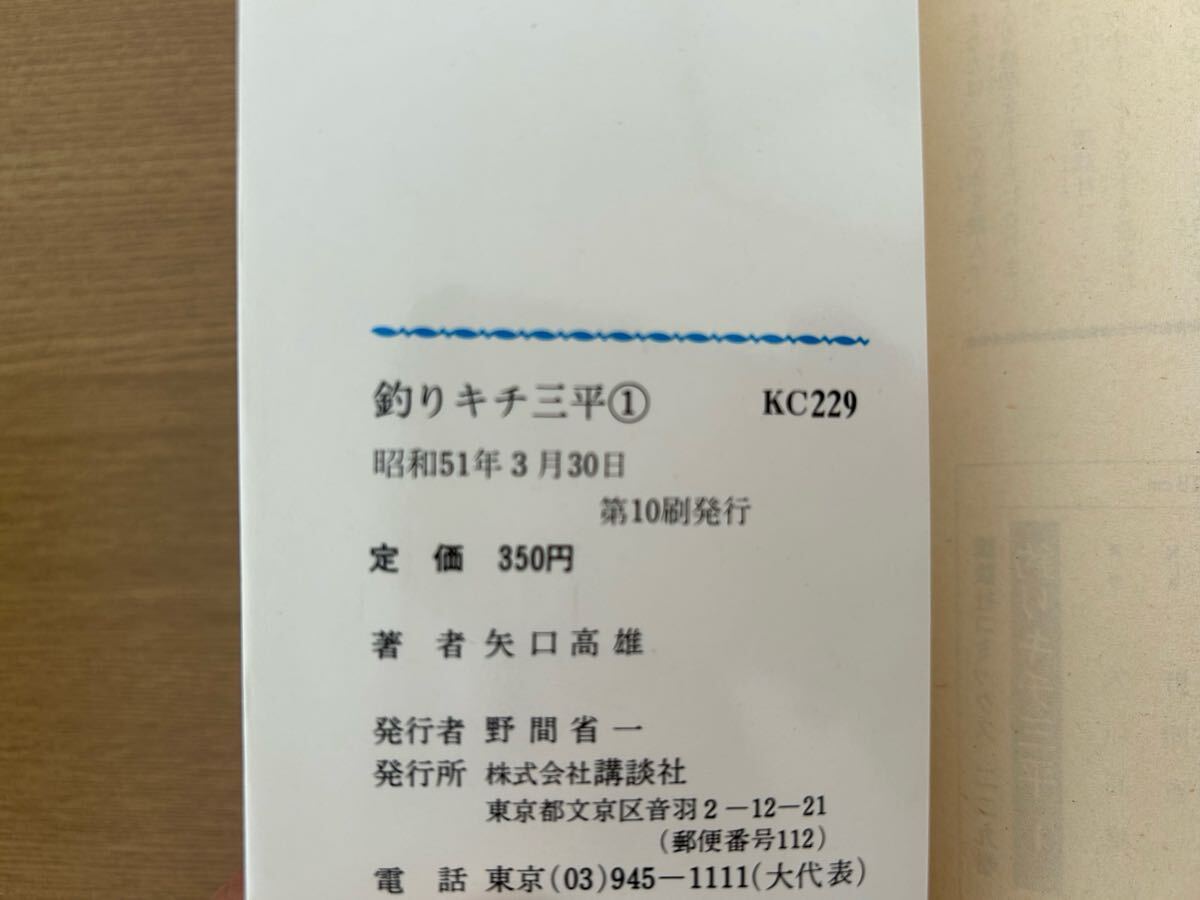 釣りキチ三平① KC229
昭和51年3月30日
第10刷発行
定 価 350円
著 者 矢口高雄
発行者 野間省一
発行所 株式会社講談社
東京都文京区音羽2-12-21
(郵便番号112)
電 話 東京(03)945-1111(大代表)